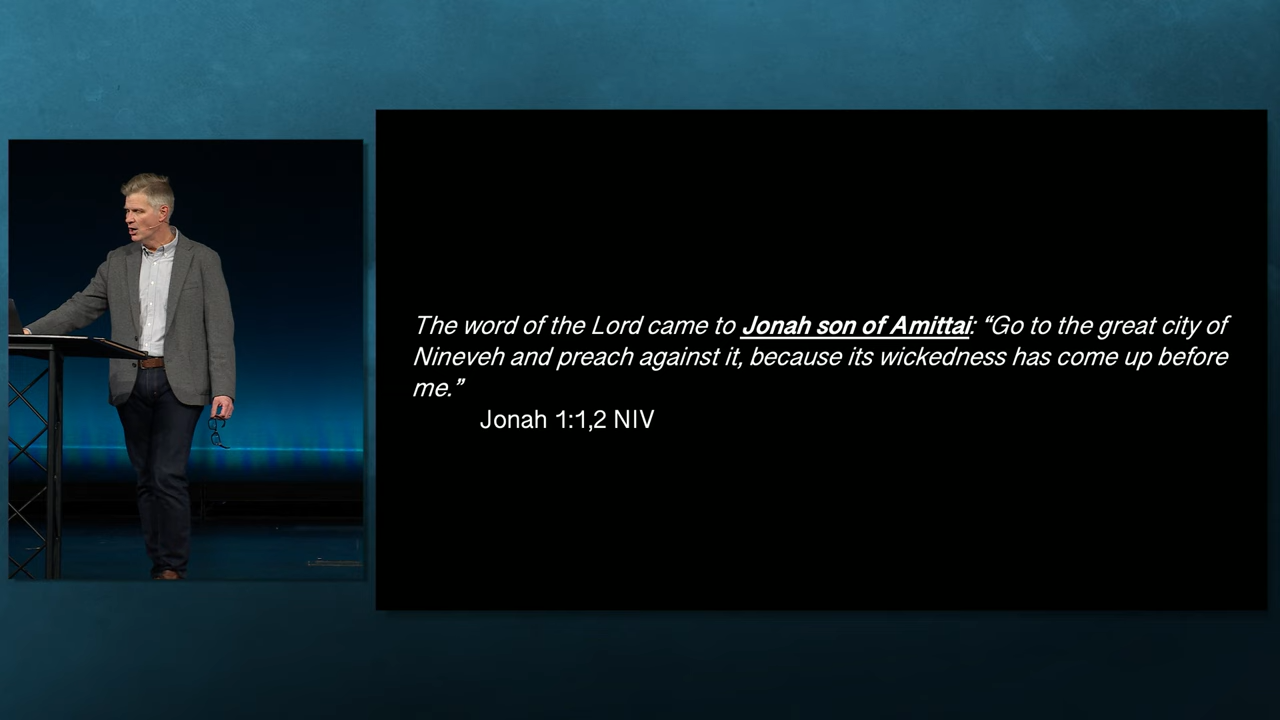 The word of the Lord came to Jonah son of Amittai: “Go to the great city of
Nineveh and preach against it, because its wickedness has come up before
me.”
Jonah 1:1,2 NIV